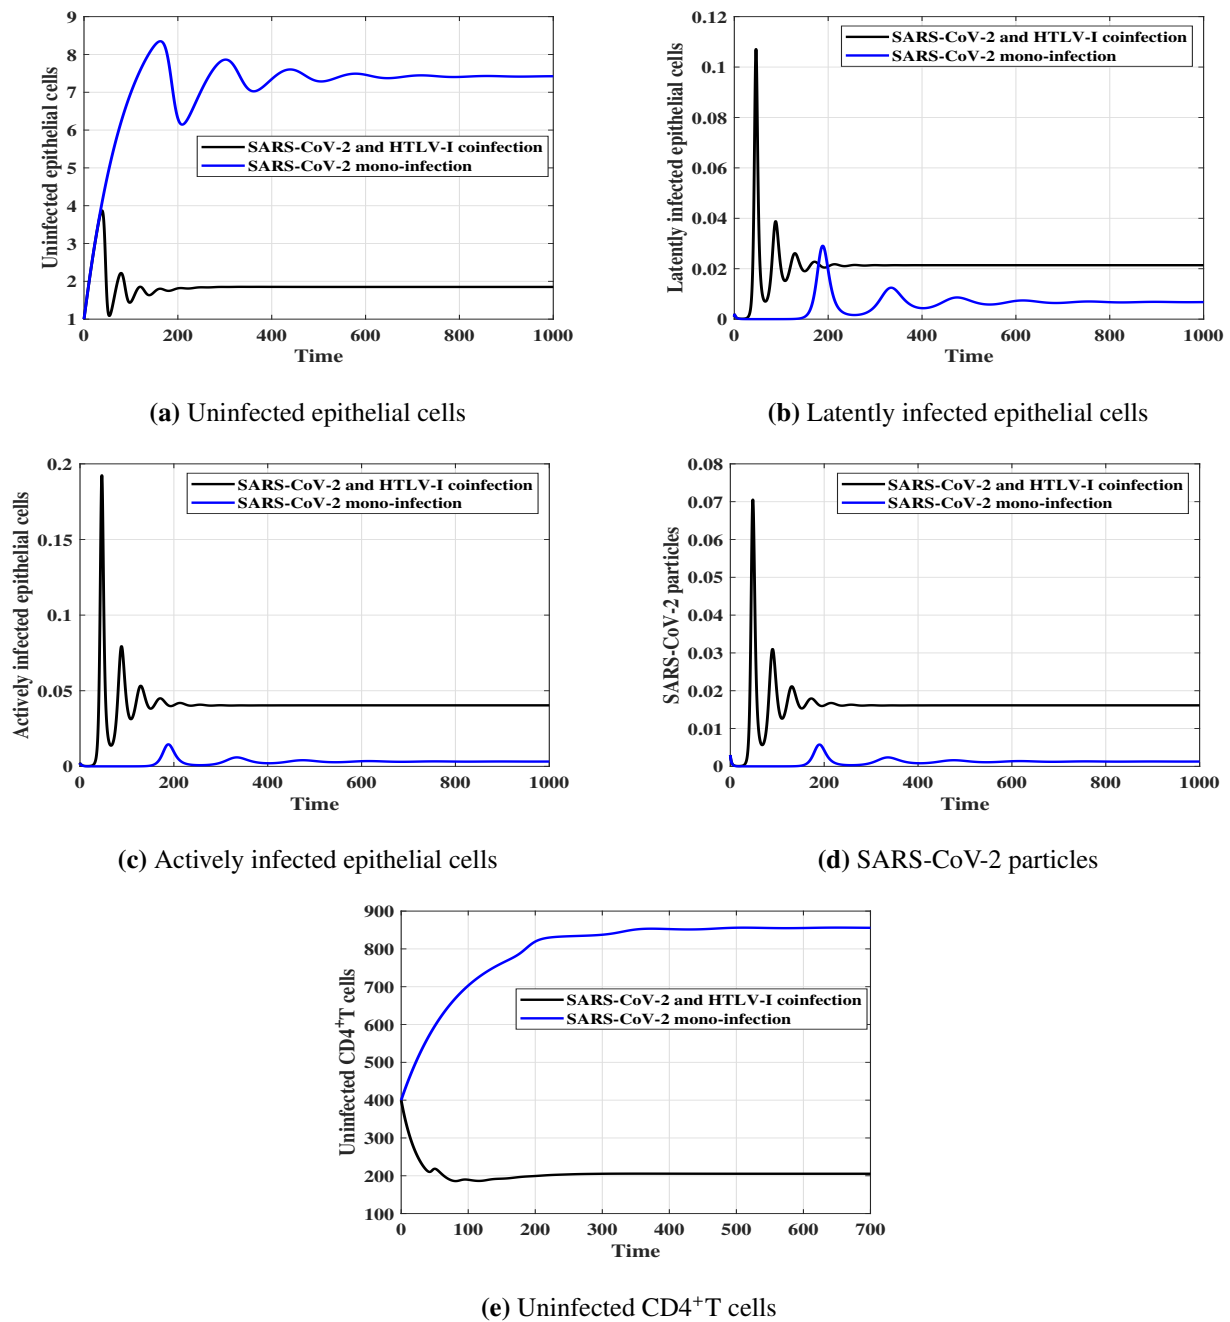 9
8
7
6
5
4
3
2
1
Uninfected epithelial cells
SARS-CoV-2 and HTLV-I coinfection
SARS-CoV-2 mono-infection
0 200 400 600 800 1000
Time
(a) Uninfected epithelial cells
0.12
0.1
0.08
0.06
0.04
0.02
0
Latently infected epithelial cells
SARS-CoV-2 and HTLV-I coinfection
SARS-CoV-2 mono-infection
0 200 400 600 800 1000
Time
(b) Latently infected epithelial cells
0.2
0.15
0.1
0.05
0
Actively infected epithelial cells
SARS-CoV-2 and HTLV-I coinfection
SARS-CoV-2 mono-infection
0 200 400 600 800 1000
Time
(c) Actively infected epithelial cells
0.08
0.07
0.06
0.05
0.04
0.03
0.02
0.01
0
SARS-CoV-2 particles
SARS-CoV-2 and HTLV-I coinfection
SARS-CoV-2 mono-infection
0 200 400 600 800 1000
Time
(d) SARS-CoV-2 particles
900
800
700
600
500
400
300
200
100
Uninfected CD4⁺T cells
SARS-CoV-2 and HTLV-I coinfection
SARS-CoV-2 mono-infection
0 100 200 300 400 500 600 700
Time
(e) Uninfected CD4⁺T cells